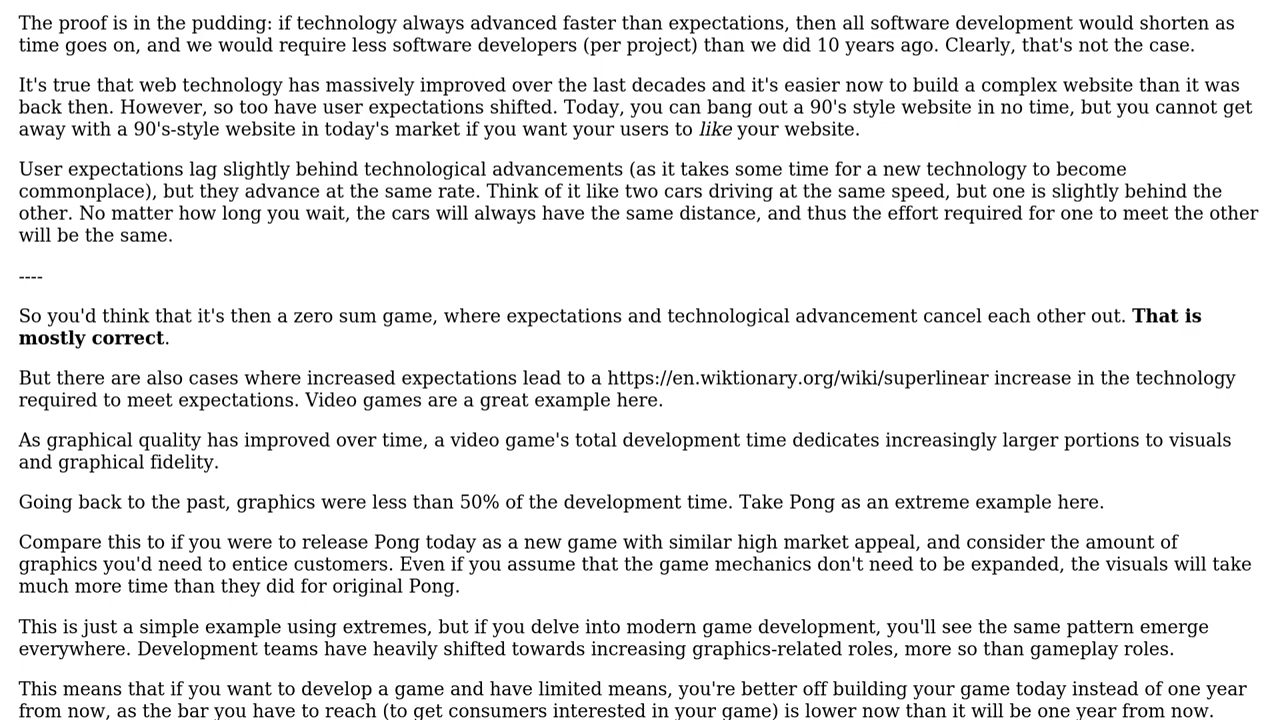 The proof is in the pudding: if technology always advanced faster than expectations, then all software development would shorten as
time goes on, and we would require less software developers (per project) than we did 10 years ago. Clearly, that's not the case.
It's true that web technology has massively improved over the last decades and it's easier now to build a complex website than it was
back then. However, so too have user expectations shifted. Today, you can bang out a 90's style website in no time, but you cannot get
away with a 90's-style website in today's market if you want your users to like your website.
User expectations lag slightly behind technological advancements (as it takes some time for a new technology to become
commonplace), but they advance at the same rate. Think of it like two cars driving at the same speed, but one is slightly behind the
other. No matter how long you wait, the cars will always have the same distance, and thus the effort required for one to meet the other
will be the same.
----
So you'd think that it's then a zero sum game, where expectations and technological advancement cancel each other out. That is
mostly correct.
But there are also cases where increased expectations lead to a https://en.wiktionary.org/wiki/superlinear increase in the technology
required to meet expectations. Video games are a great example here.
As graphical quality has improved over time, a video game's total development time dedicates increasingly larger portions to visuals
and graphical fidelity.
Going back to the past, graphics were less than 50% of the development time. Take Pong as an extreme example here.
Compare this to if you were to release Pong today as a new game with similar high market appeal, and consider the amount of
graphics you'd need to entice customers. Even if you assume that the game mechanics don't need to be expanded, the visuals will take
much more time than they did for original Pong.
This is just a simple example using extremes, but if you delve into modern game development, you'll see the same pattern emerge
everywhere. Development teams have heavily shifted towards increasing graphics-related roles, more so than gameplay roles.
This means that if you want to develop a game and have limited means, you're better off building your game today instead of one year
from now, as the bar you have to reach (to get consumers interested in your game) is lower now than it will be one year from now.